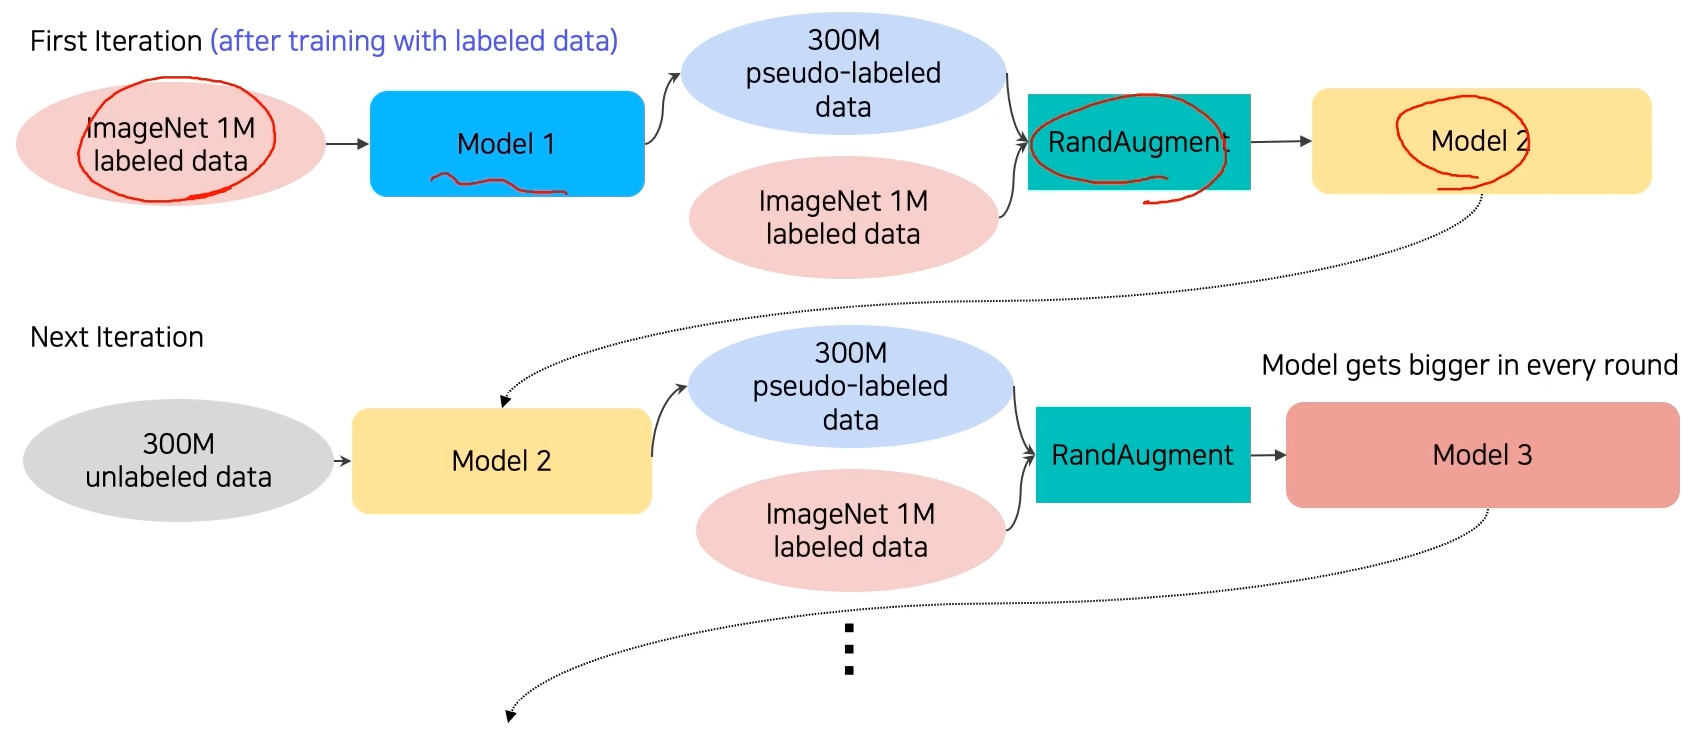 First Iteration (after training with labeled data)
ImageNet 1M
labeled data
Model 1
300M
pseudo-labeled
data
ImageNet 1M
labeled data
RandAugment
Model 2
Next Iteration
300M
unlabeled data
Model 2
300M
pseudo-labeled
data
ImageNet 1M
labeled data
RandAugment
Model gets bigger in every round
Model 3